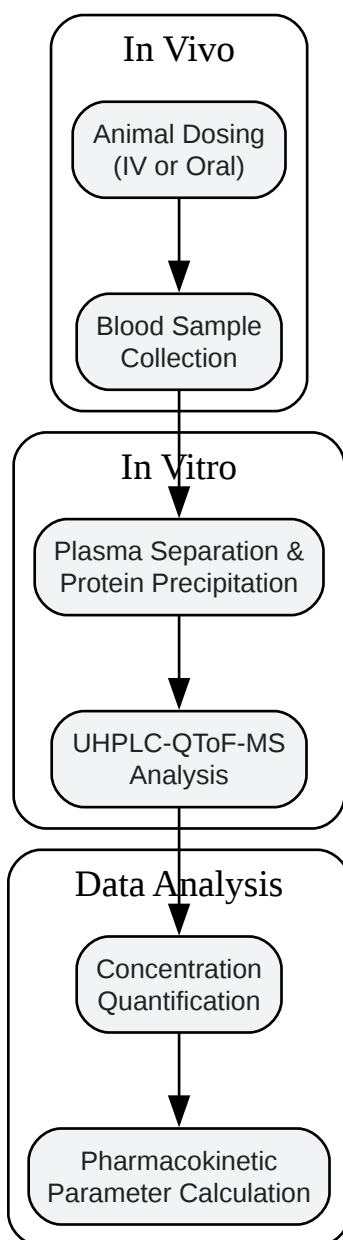 In Vivo
Animal Dosing
(IV or Oral)
Blood Sample
Collection
In Vitro
Plasma Separation &
Protein Precipitation
UHPLC-QToF-MS
Analysis
Data Analysis
Concentration
Quantification
Pharmacokinetic
Parameter Calculation